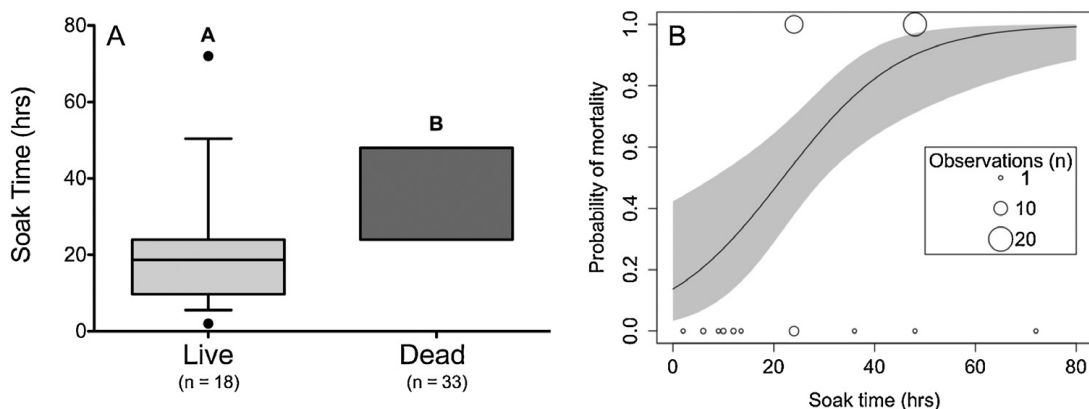 A
Soak Time (hrs)
80
60
40
20
0
A
B
Live
(n = 18)
Dead
(n = 33)
B
Probability of mortality
1.0
0.8
0.6
0.4
0.2
0.0
Observations (n)
1
10
20
0
20
40
60
80
Soak time (hrs)